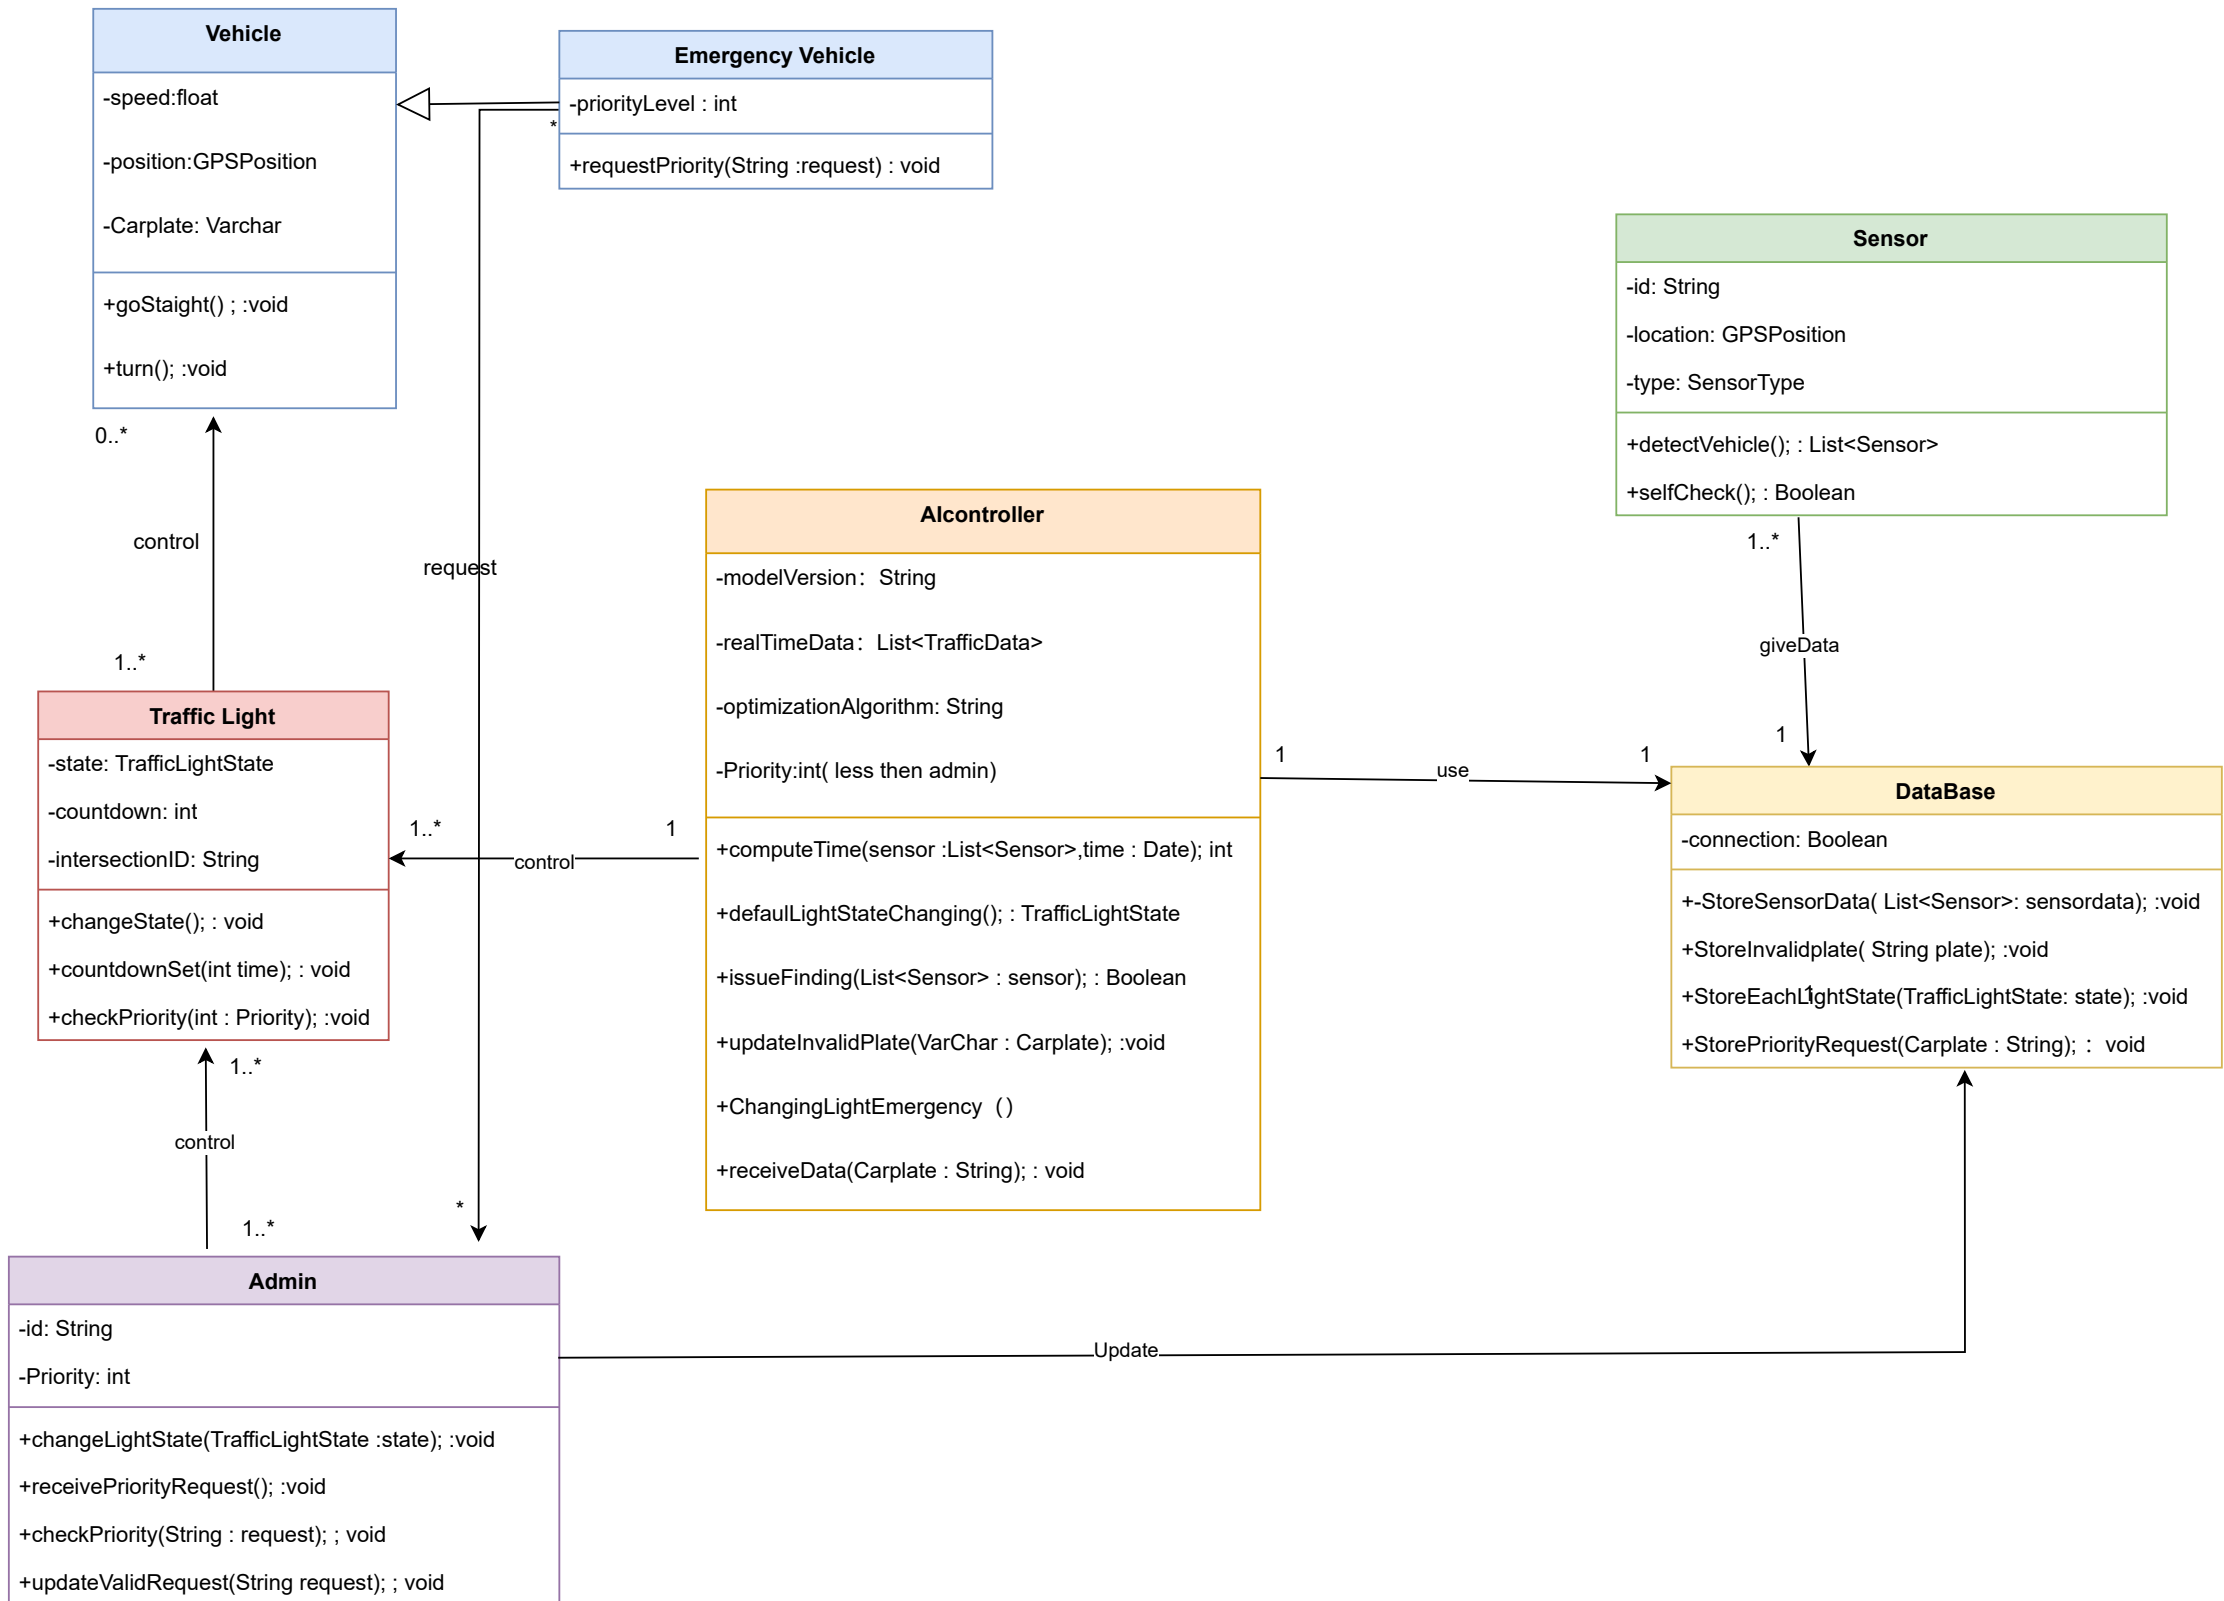 Vehicle
-speed:float
-position:GPSPosition
-Carplate: Varchar
+goStaight() ; :void
+turn(); :void
Emergency Vehicle
-priorityLevel : int
+requestPriority(String :request) : void
*
Sensor
-id: String
-location: GPSPosition
-type: SensorType
+detectVehicle(); : List<Sensor>
+selfCheck(); : Boolean
0..*
control
1..*
request
*
1..*
giveData
1
AIcontroller
-modelVersion：String
-realTimeData：List<TrafficData>
-optimizationAlgorithm: String
-Priority:int( less then admin)
+computeTime(sensor :List<Sensor>,time : Date); int
+defaulLightStateChanging(); : TrafficLightState
+issueFinding(List<Sensor> : sensor); : Boolean
+updateInvalidPlate(VarChar : Carplate); :void
+ChangingLightEmergency（）
+receiveData(Carplate : String); : void
1
use
1
Traffic Light
-state: TrafficLightState
-countdown: int
-intersectionID: String
+changeState(); : void
+countdownSet(int time); : void
+checkPriority(int : Priority); :void
1..*
control
1
DataBase
-connection: Boolean
+-StoreSensorData( List<Sensor>: sensordata); :void
+StoreInvalidplate( String plate); :void
+StoreEachLightState(TrafficLightState: state); :void
1
+StorePriorityRequest(Carplate : String);： void
1..*
control
1..*
Admin
-id: String
-Priority: int
+changeLightState(TrafficLightState :state); :void
+receivePriorityRequest(); :void
+checkPriority(String : request); ; void
+updateValidRequest(String request); ; void
Update